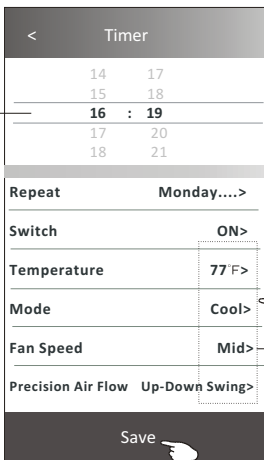 < Timer
14 17
15 18
16 : 19
17 20
18 21
Repeat Monday....>
Switch ON>
Temperature 77°F>
Mode Cool>
Fan Speed Mid>
Precision Air Flow Up-Down Swing>
Save